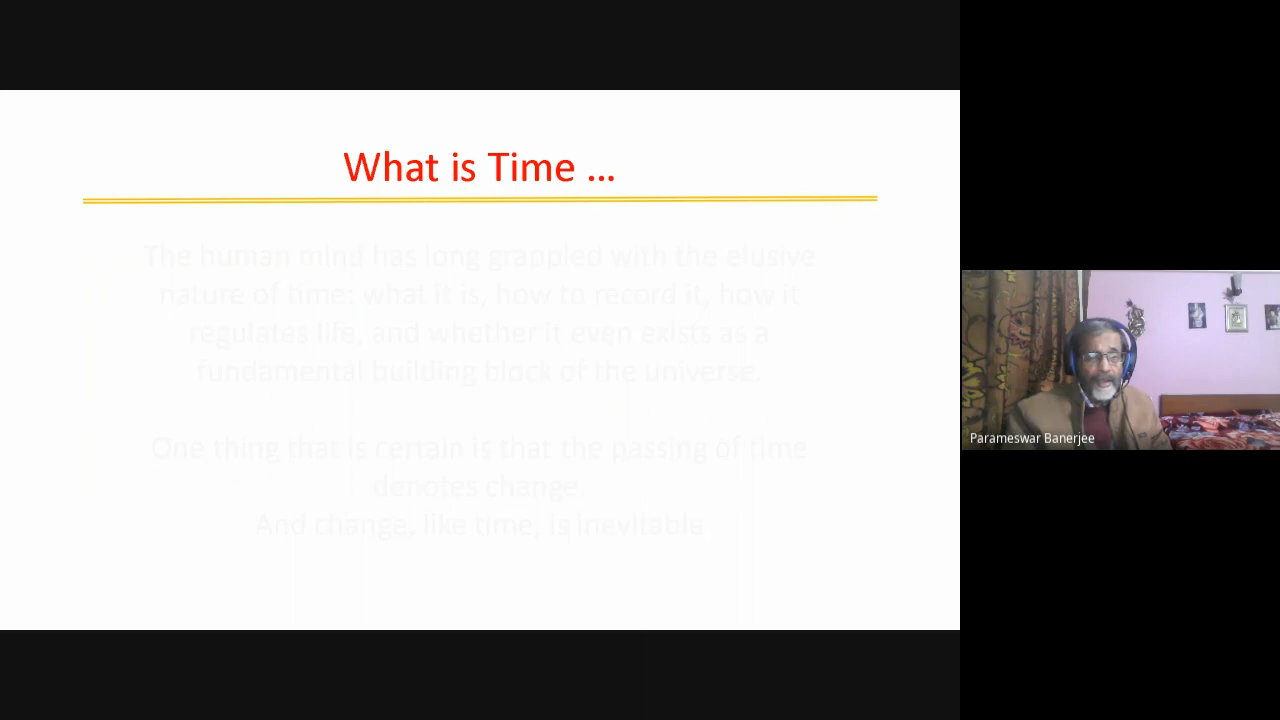 What is Time ...
The human mind has long grappled with the elusive
nature of time: what it is, how to record it, how it
regulates life, and whether it even exists as a
fundamental building block of the universe.
One thing that is certain is that the passing of time
denotes change.
And change, like time, is inevitable.
Parameswar Banerjee